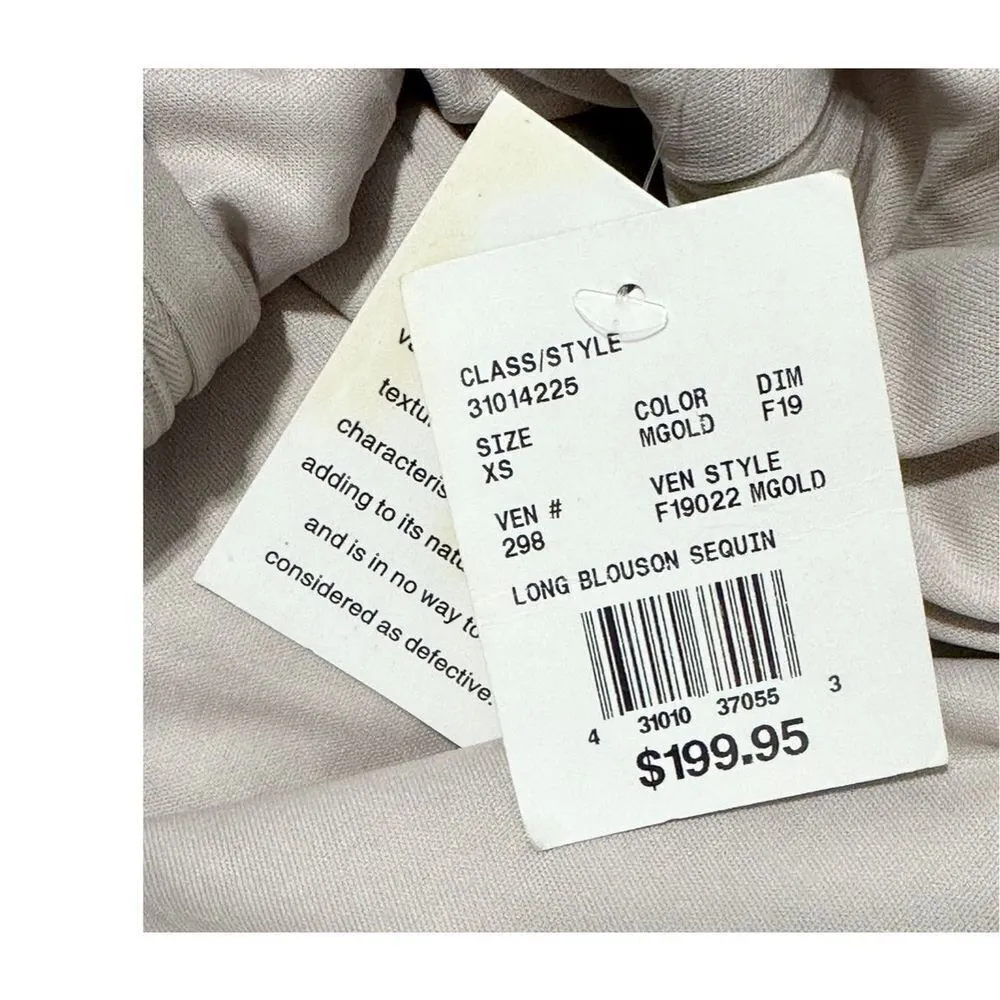 textu
characteris
adding to its natu
and is in no way to
considered as defective.
CLASS/STYLE
31014225
COLOR DIM
MGOLD F19
SIZE
XS
VEN STYLE
F19022 MGOLD
VEN #
298
LONG BLOUSON SEQUIN
4 31010 37055 3
$199.95